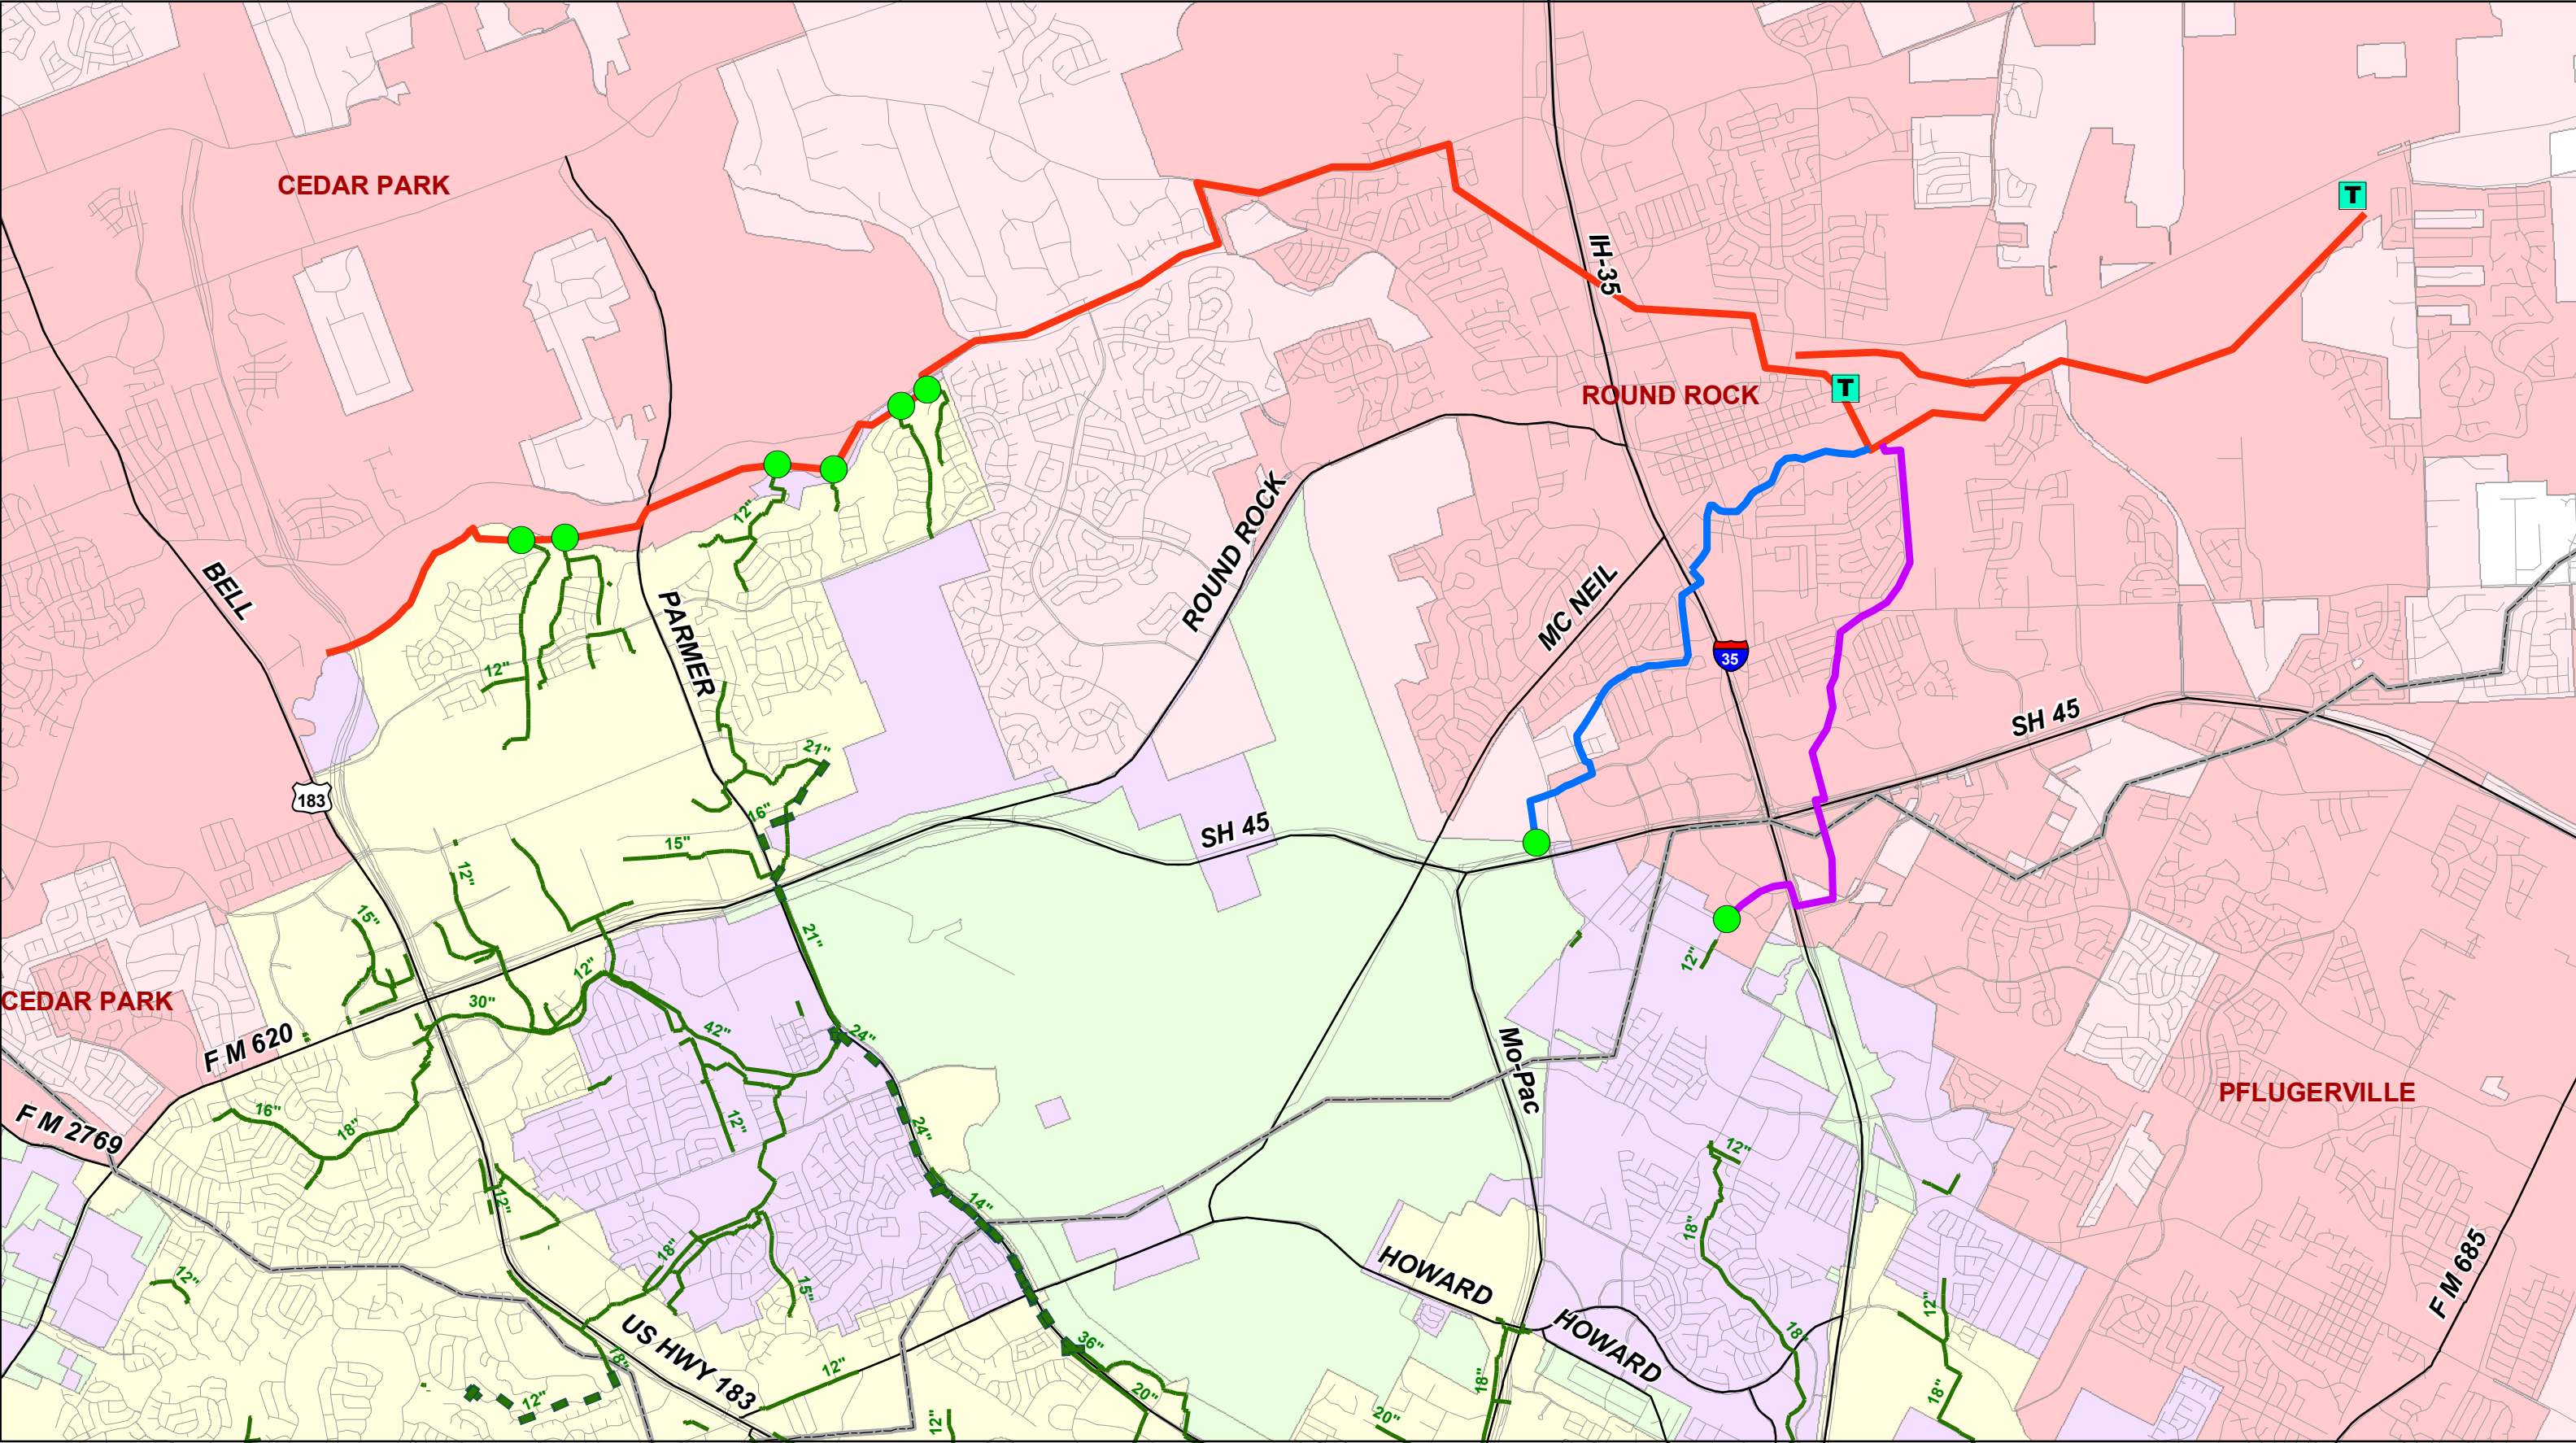 CEDAR PARK
T
IH-35
T
ROUND ROCK
ROUND ROCK
12"
BELL
PARMER
MC NEIL
35
12"
SH 45
21"
183
16"
SH 45
15"
12"
15"
21"
12"
12"
CEDAR PARK
30"
42"
24"
F M 620
Mo-Pac
PFLUGERVILLE
16"
F M 2769
18"
12"
24"
12"
12"
14"
18"
18"
12"
15"
HOWARD
F M 685
12"
US HWY 183
HOWARD
18"
36"
18"
12"
12"
20"
18"
18"
20"
12"